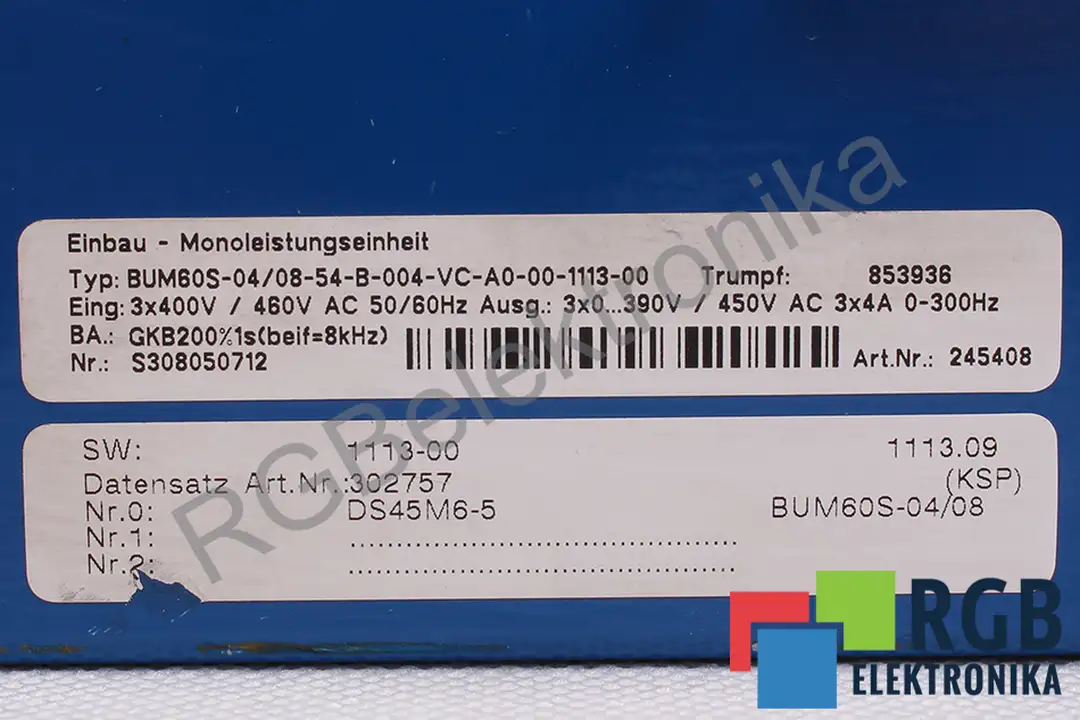 Einbau - Monoleistungseinheit
Typ: BUM60S-04/08-54-B-004-VC-A0-00-1113-00 Trumpf: 853936
Eing: 3x400V / 460V AC 50/60Hz Ausg.: 3x0...390V / 450V AC 3x4A 0-300Hz
BA.: GKB200%1s(beif=8kHz)
Nr.: S308050712 Art.Nr.: 245408
SW: 1113-00 1113.09
Datensatz Art.Nr.:302757 (KSP)
Nr.0: DS45M6-5 BUM60S-04/08
Nr.1: ........................................
Nr.2: ........................................
RGBelektronika
RGB
ELEKTRONIKA